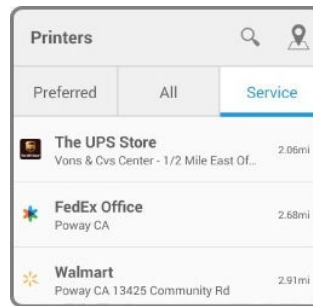 Printers
Preferred
All
Service
The UPS Store
Vons & Cvs Center - 1/2 Mile East Of...
2.06mi
FedEx Office
Poway CA
2.68mi
Walmart
Poway CA 13425 Community Rd
2.91mi